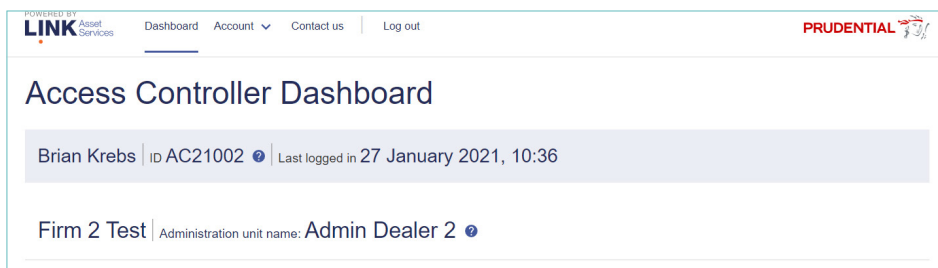 POWERED BY
LINK Asset Services Dashboard Account Contact us Log out PRUDENTIAL
Access Controller Dashboard
Brian Krebs ID AC21002 ? Last logged in 27 January 2021, 10:36
Firm 2 Test Administration unit name: Admin Dealer 2 ?